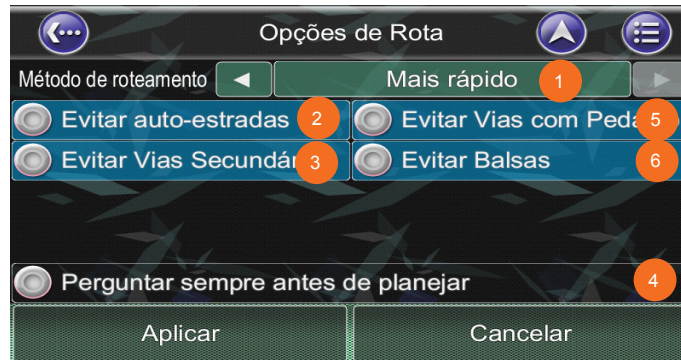 Opções de Rota
Método de roteamento Mais rápido 1
Evitar auto-estradas 2 Evitar Vias com Peda 5
Evitar Vias Secundár 3 Evitar Balsas 6
Perguntar sempre antes de planejar 4
Aplicar Cancelar